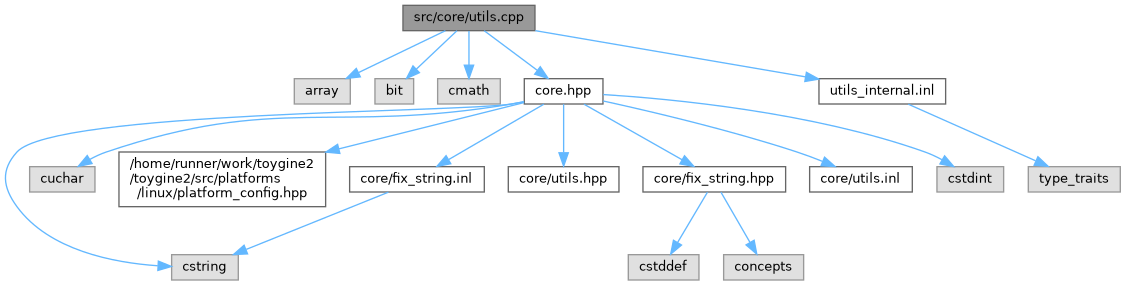 src/core/utils.cpp
array
bit
cmath
core.hpp
utils_internal.inl
cuchar
/home/runner/work/toygine2
/toygine2/src/platforms
/linux/platform_config.hpp
core/fix_string.inl
core/utils.hpp
core/fix_string.hpp
core/utils.inl
cstdint
type_traits
cstring
cstddef
concepts